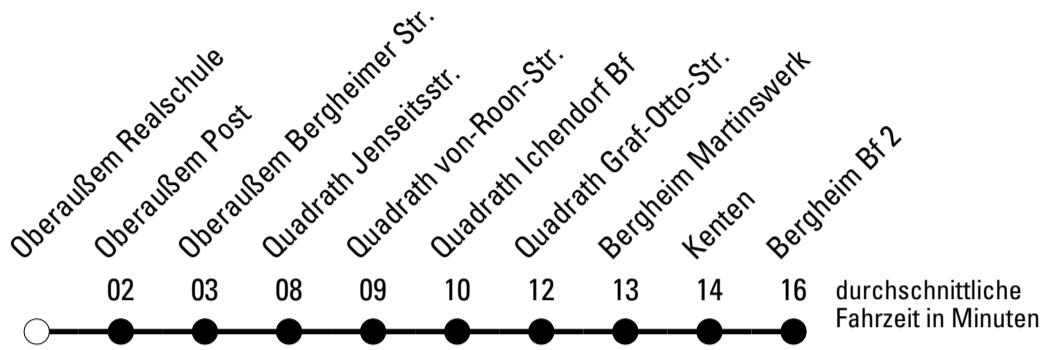 Oberaußem Realschule
Oberaußem Post
Oberaußem Bergheimer Str.
Quadrath Jenseitsstr.
Quadrath von-Roon-Str.
Quadrath Ichendorf Bf
Quadrath Graf-Otto-Str.
Bergheim Martinswerk
Kenten
Bergheim Bf 2
02 03 08 09 10 12 13 14 16
durchschnittliche
Fahrzeit in Minuten